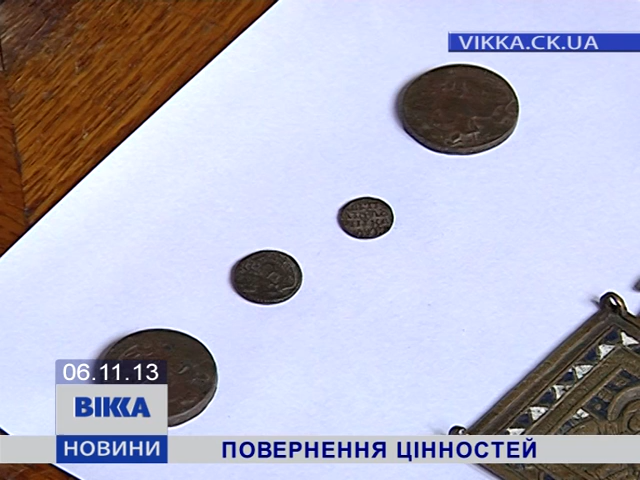 VIKKA.CK.UA
06.11.13
ВІККА
НОВИНИ
ПОВЕРНЕННЯ ЦІННОСТЕЙ